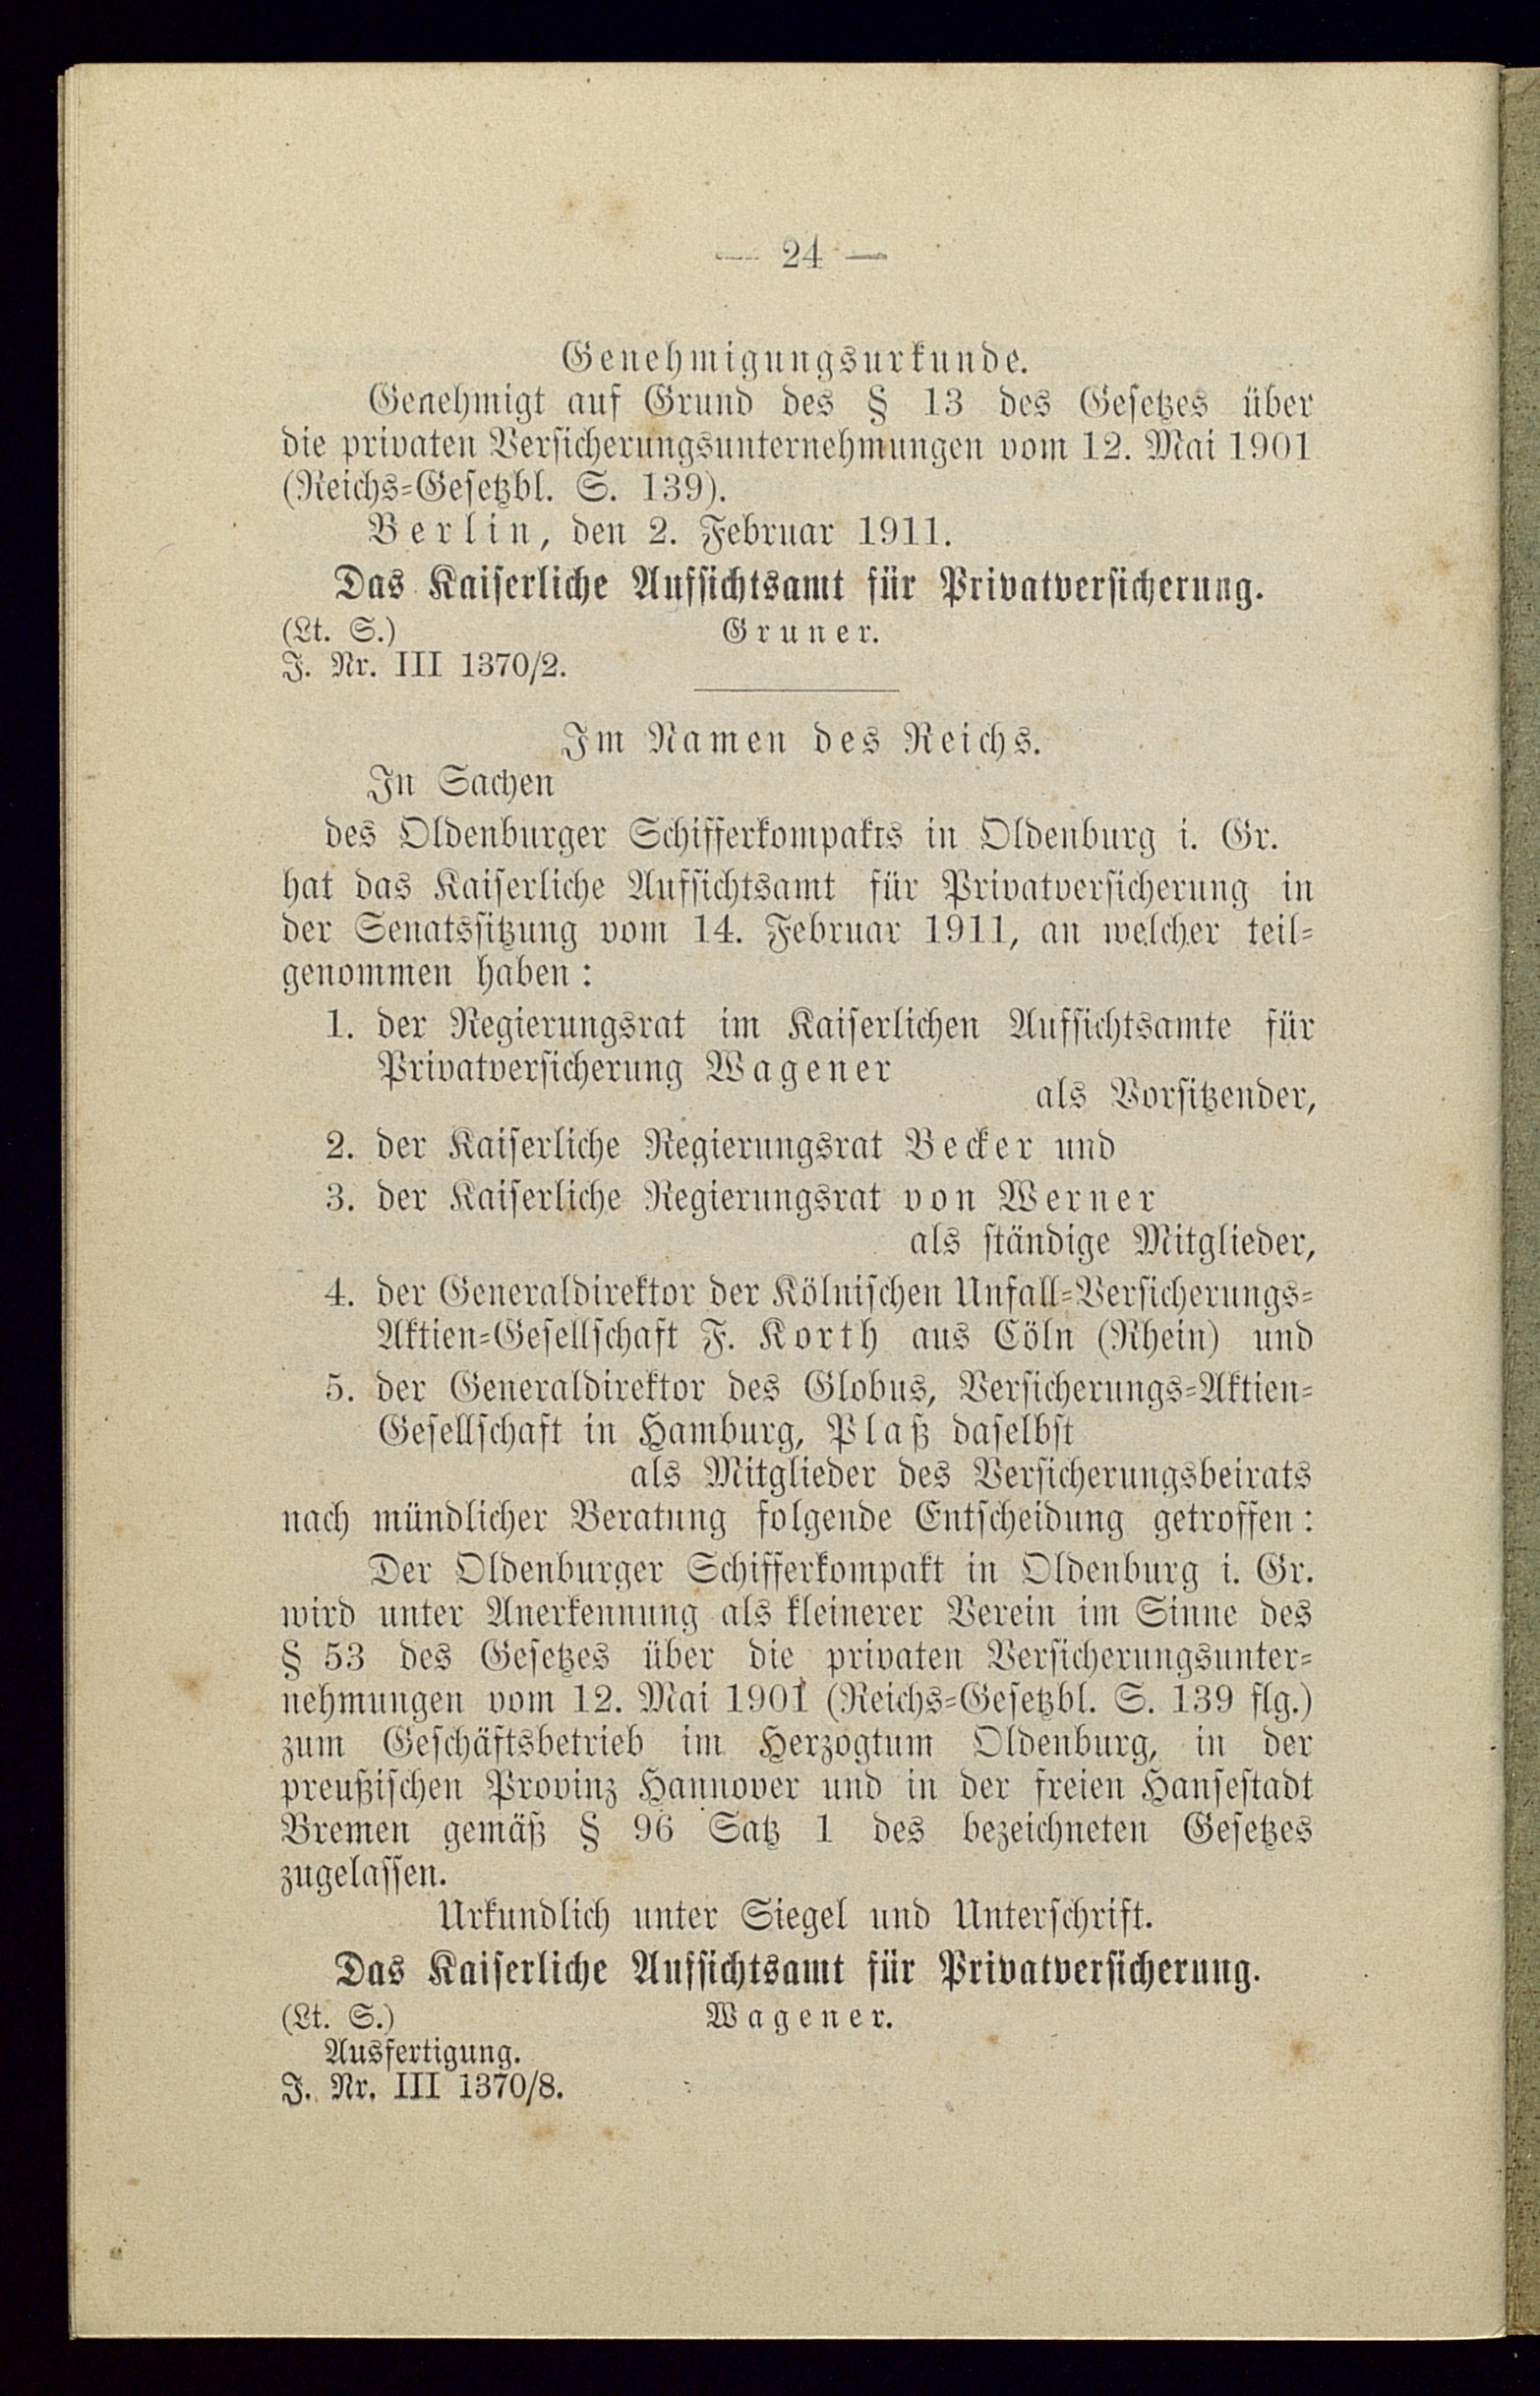 — 24 —
Genehmigungsurkunde.
Genehmigt auf Grund des § 13 des Gesetzes über
die privaten Versicherungsunternehmungen vom 12. Mai 1901
(Reichs-Gesetzbl. S. 139).
Berlin, den 2. Februar 1911.
Das Kaiserliche Aufsichtsamt für Privatversicherung.
(Lt. S.) Gruner.
J. Nr. III 1370/2.
Im Namen des Reichs.
In Sachen
des Oldenburger Schifferkompakts in Oldenburg i. Gr.
hat das Kaiserliche Aufsichtsamt für Privatversicherung in
der Senatssitzung vom 14. Februar 1911, an welcher teil-
genommen haben:
1. der Regierungsrat im Kaiserlichen Aufsichtsamte für
Privatversicherung Wagener
als Vorsitzender,
2. der Kaiserliche Regierungsrat Becker und
3. der Kaiserliche Regierungsrat von Werner
als ständige Mitglieder,
4. der Generaldirektor der Kölnischen Unfall-Versicherungs-
Aktien-Gesellschaft F. Korth aus Cöln (Rhein) und
5. der Generaldirektor des Globus, Versicherungs-Aktien-
Gesellschaft in Hamburg, Plaß daselbst
als Mitglieder des Versicherungsbeirats
nach mündlicher Beratung folgende Entscheidung getroffen:
Der Oldenburger Schifferkompakt in Oldenburg i. Gr.
wird unter Anerkennung als kleinerer Verein im Sinne des
§ 53 des Gesetzes über die privaten Versicherungsunter-
nehmungen vom 12. Mai 1901 (Reichs-Gesetzbl. S. 139 flg.)
zum Geschäftsbetrieb im Herzogtum Oldenburg, in der
preußischen Provinz Hannover und in der freien Hansestadt
Bremen gemäß § 96 Satz 1 des bezeichneten Gesetzes
zugelassen.
Urkundlich unter Siegel und Unterschrift.
Das Kaiserliche Aufsichtsamt für Privatversicherung.
(Lt. S.) Wagener.
Ausfertigung.
J. Nr. III 1370/8.